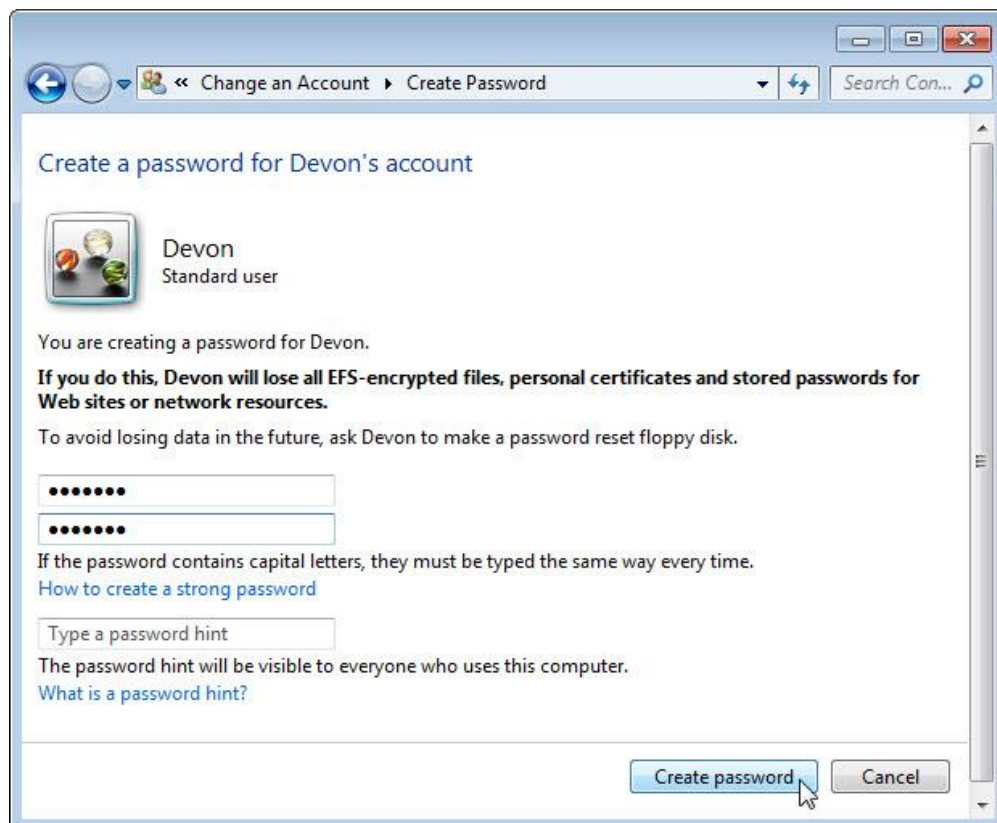 « Change an Account ▸ Create Password
Search Con...
Create a password for Devon's account
Devon
Standard user
You are creating a password for Devon.
If you do this, Devon will lose all EFS-encrypted files, personal certificates and stored passwords for
Web sites or network resources.
To avoid losing data in the future, ask Devon to make a password reset floppy disk.
•••••••
•••••••
If the password contains capital letters, they must be typed the same way every time.
How to create a strong password
Type a password hint
The password hint will be visible to everyone who uses this computer.
What is a password hint?
Create password
Cancel